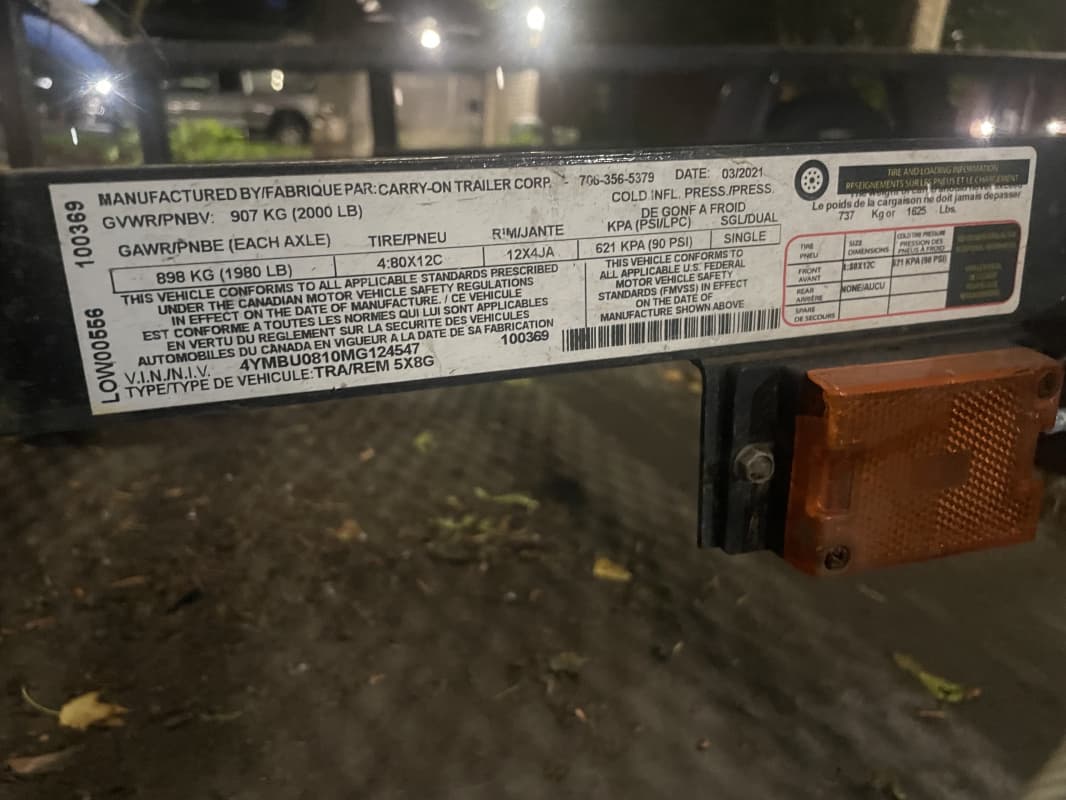 MANUFACTURED BY/FABRIQUE PAR: CARRY-ON TRAILER CORP. - 706-356-5379 DATE: 03/2021
GVWR/PNBV: 907 KG (2000 LB)
COLD INFL. PRESS./PRESS.
DE GONF A FROID
GAWR/PNBE (EACH AXLE) TIRE/PNEU RIM/JANTE KPA (PSI/LPC) SGL/DUAL
898 KG (1980 LB) 4:80X12C 12X4JA 621 KPA (90 PSI) SINGLE
THIS VEHICLE CONFORMS TO ALL APPLICABLE STANDARDS PRESCRIBED
UNDER THE CANADIAN MOTOR VEHICLE SAFETY REGULATIONS
IN EFFECT ON THE DATE OF MANUFACTURE. / CE VEHICULE
EST CONFORME A TOUTES LES NORMES QUI LUI SONT APPLICABLES
EN VERTU DU REGLEMENT SUR LA SECURITE DES VEHICULES
AUTOMOBILES DU CANADA EN VIGUEUR A LA DATE DE SA FABRICATION
V.I.N./N.I.V. 4YMBU0810MG124547 100369
TYPE/TYPE DE VEHICULE: TRA/REM 5X8G
THIS VEHICLE CONFORMS TO
ALL APPLICABLE U.S. FEDERAL
MOTOR VEHICLE SAFETY
STANDARDS (FMVSS) IN EFFECT
ON THE DATE OF
MANUFACTURE SHOWN ABOVE
100369
LOW00556
TIRE AND LOADING INFORMATION
RESEIGNEMENTS SUR LES PNEUS ET LE CHARGEMENT
Le poids de la cargaison ne doit jamais dépasser
737 Kg or 1625 Lbs.
TIRE
PNEU
SIZE
DIMENSIONS
COLD TIRE PRESSURE
PRESSION DES
PNEUS À FROID
FRONT
AVANT
4:80X12C
621 KPA (90 PSI)
REAR
ARRIÈRE
NONE/AUCU
SPARE
DE SECOURS